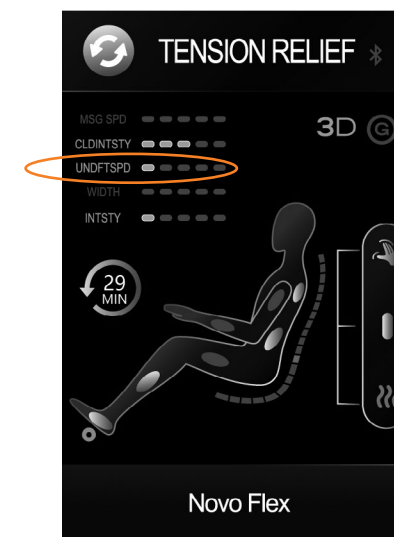 TENSION RELIEF
MSG SPD
CLDINTSTY
3D G
UNDFTSPD
WIDTH
INTSTY
29
MIN
Novo Flex